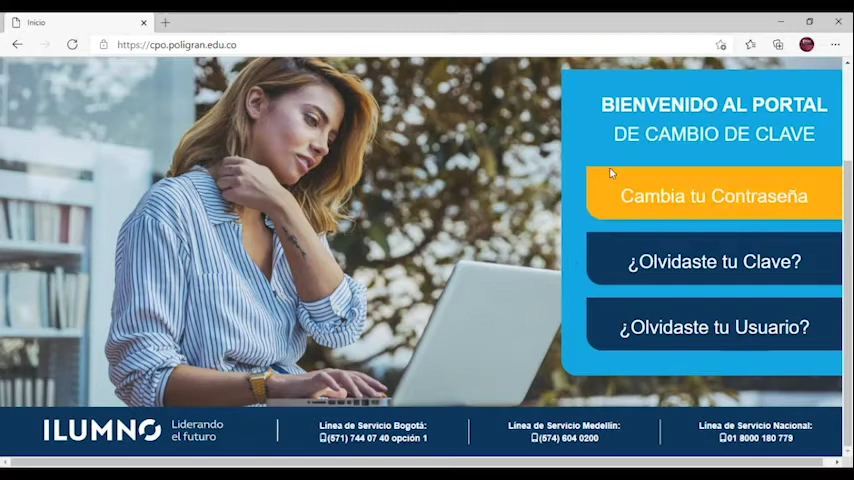 Inicio
https://cpo.poligran.edu.co
BIENVENIDO AL PORTAL
DE CAMBIO DE CLAVE
Cambia tu Contraseña
¿Olvidaste tu Clave?
¿Olvidaste tu Usuario?
ILUMNO
Liderando
el futuro
Línea de Servicio Bogotá:
(571) 744 07 40 opción 1
Línea de Servicio Medellín:
(574) 604 0200
Línea de Servicio Nacional:
01 8000 180 779